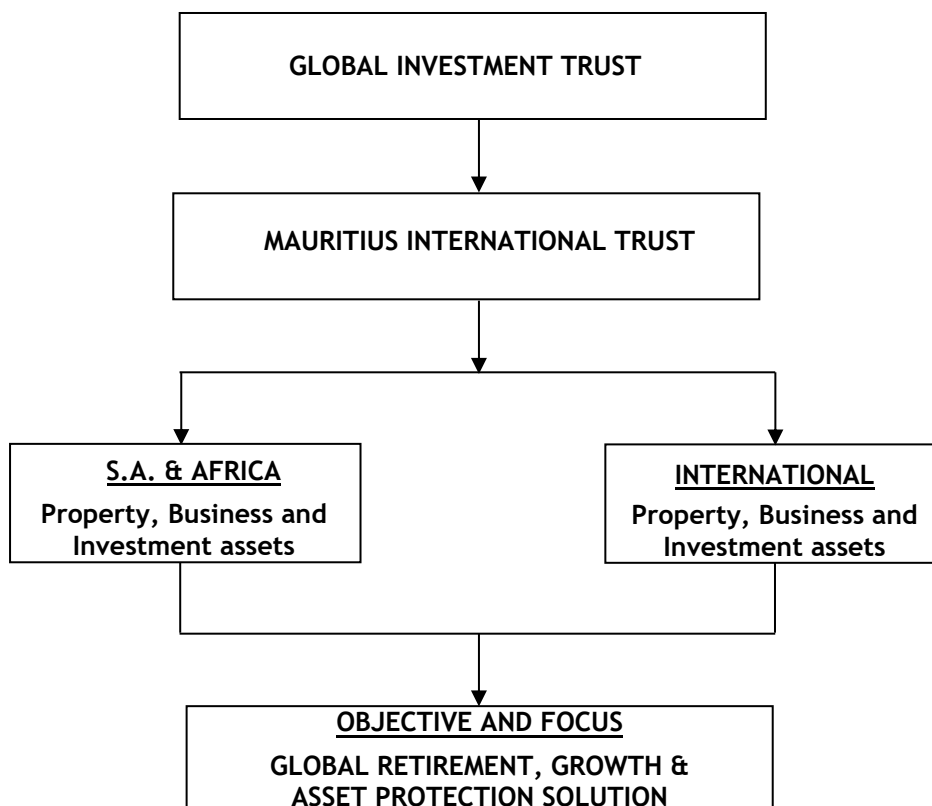 GLOBAL INVESTMENT TRUST
MAURITIUS INTERNATIONAL TRUST
S.A. & AFRICA
Property, Business and
Investment assets
INTERNATIONAL
Property, Business and
Investment assets
OBJECTIVE AND FOCUS
GLOBAL RETIREMENT, GROWTH &
ASSET PROTECTION SOLUTION